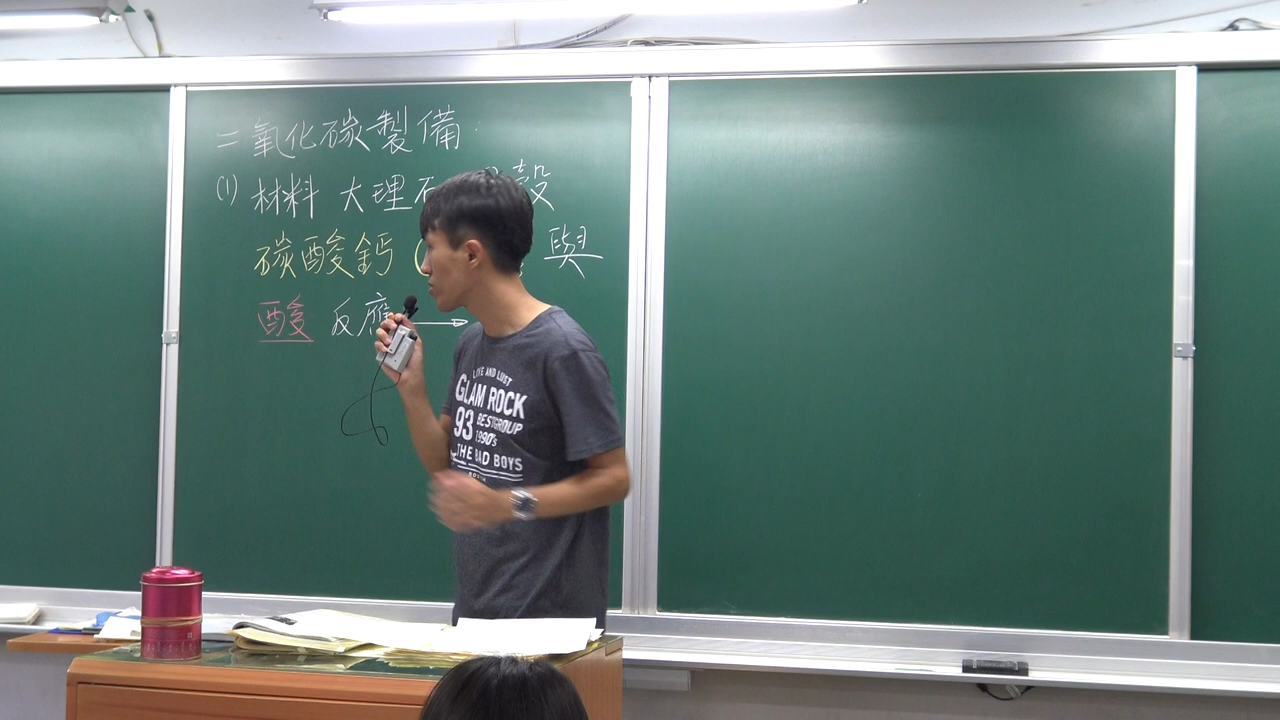 二氧化碳製備
(1) 材料 大理石 殼
碳酸鈣 ( 與
酸 反應 →
LOVE AND LUST
GLAM ROCK
93 BESTGROUP
1990's
THE BAD BOYS